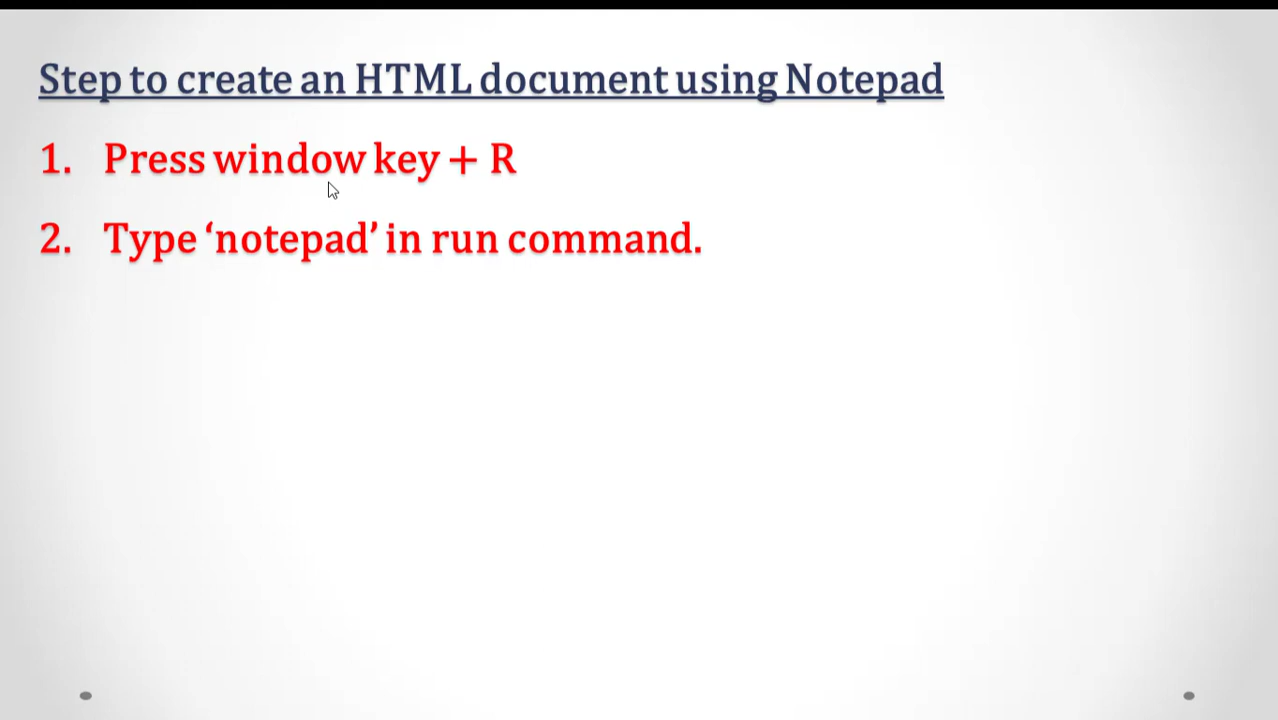 Step to create an HTML document using Notepad
1. Press window key + R
2. Type ‘notepad’ in run command.